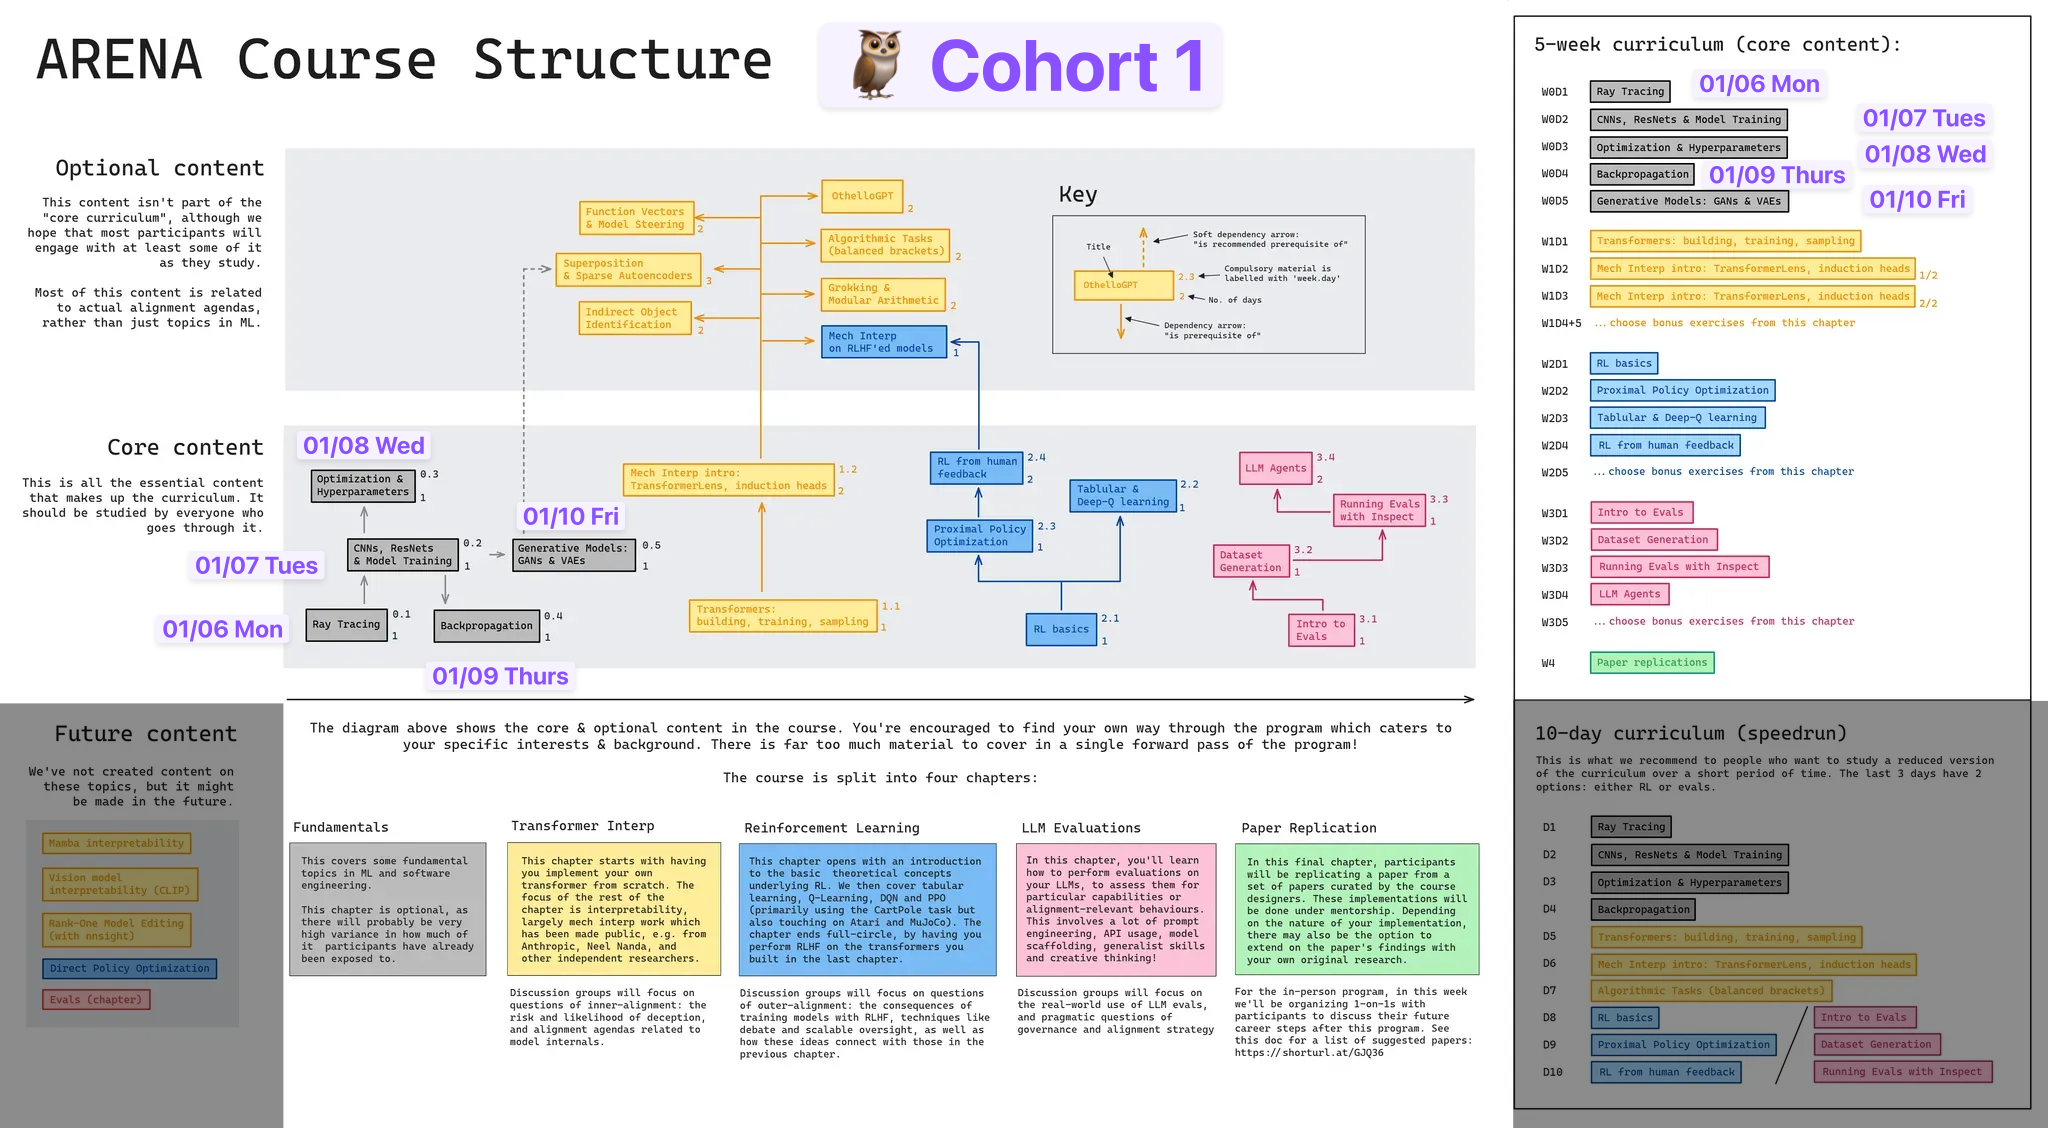 ARENA Course Structure
Cohort 1
Optional content
This content isn't part of the
"core curriculum", although we
hope that most participants will
engage with at least some of it
as they study.
Most of this content is related
to actual alignment agendas,
rather than just topics in ML.
Function Vectors
& Model Steering
2
Superposition
& Sparse Autoencoders
3
Indirect Object
Identification
2
OthelloGPT
2
Algorithmic Tasks
(balanced brackets)
2
Grokking &
Modular Arithmetic
2
Mech Interp
on RLHF'ed models
1
Key
Title
Soft dependency arrow:
"is recommended prerequisite of"
OthelloGPT
2.3
2
Compulsory material is
labelled with 'week.day'
No. of days
Dependency arrow:
"is prerequisite of"
Core content
This is all the essential content
that makes up the curriculum. It
should be studied by everyone who
goes through it.
01/08 Wed
Optimization &
Hyperparameters
0.3
1
01/10 Fri
01/07 Tues
CNNs, ResNets
& Model Training
0.2
1
Generative Models:
GANs & VAEs
0.5
1
01/06 Mon
Ray Tracing
0.1
1
Backpropagation
0.4
1
01/09 Thurs
Mech Interp intro:
TransformerLens, induction heads
1.2
2
Transformers:
building, training, sampling
1.1
1
RL from human
feedback
2.4
2
Tablular &
Deep-Q learning
2.2
1
Proximal Policy
Optimization
2.3
1
RL basics
2.1
1
LLM Agents
3.4
2
Running Evals
with Inspect
3.3
1
Dataset
Generation
3.2
1
Intro to
Evals
3.1
1
The diagram above shows the core & optional content in the course. You're encouraged to find your own way through the program which caters to
your specific interests & background. There is far too much material to cover in a single forward pass of the program!
The course is split into four chapters:
Fundamentals
This covers some fundamental
topics in ML and software
engineering.
This chapter is optional, as
there will probably be very
high variance in how much of
it  participants have already
been exposed to.
Transformer Interp
This chapter starts with having
you implement your own
transformer from scratch. The
focus of the rest of the
chapter is interpretability,
largely mech interp work which
has been made public, e.g. from
Anthropic, Neel Nanda, and
other independent researchers.
Discussion groups will focus on
questions of inner-alignment: the
risk and likelihood of deception,
and alignment agendas related to
model internals.
Reinforcement Learning
This chapter opens with an introduction
to the basic  theoretical concepts
underlying RL. We then cover tabular
learning, Q-Learning, DQN and PPO
(primarily using the CartPole task but
also touching on Atari and MuJoCo). The
chapter ends full-circle, by having you
perform RLHF on the transformers you
built in the last chapter.
Discussion groups will focus on questions
of outer-alignment: the consequences of
training models with RLHF, techniques like
debate and scalable oversight, as well as
how these ideas connect with those in the
previous chapter.
LLM Evaluations
In this chapter, you'll learn
how to perform evaluations on
your LLMs, to assess them for
particular capabilities or
alignment-relevant behaviours.
This involves a lot of prompt
engineering, API usage, model
scaffolding, generalist skills
and creative thinking!
Discussion groups will focus on
the real-world use of LLM evals,
and pragmatic questions of
governance and alignment strategy
Paper Replication
In this final chapter, participants
will be replicating a paper from a
set of papers curated by the course
designers. These implementations will
be done under mentorship. Depending
on the nature of your implementation,
there may also be the option to
extend on the paper's findings with
your own original research.
For the in-person program, in this week
we'll be organizing 1-on-1s with
participants to discuss their future
career steps after this program. See
this doc for a list of suggested papers:
https://shorturl.at/GJQ36
Future content
We've not created content on
these topics, but it might
be made in the future.
Mamba interpretability
Vision model
interpretability (CLIP)
Rank-One Model Editing
(with nnsight)
Direct Policy Optimization
Evals (chapter)
5-week curriculum (core content):
W0D1 Ray Tracing 01/06 Mon
W0D2 CNNs, ResNets & Model Training 01/07 Tues
W0D3 Optimization & Hyperparameters 01/08 Wed
W0D4 Backpropagation 01/09 Thurs
W0D5 Generative Models: GANs & VAEs 01/10 Fri
W1D1 Transformers: building, training, sampling
W1D2 Mech Interp intro: TransformerLens, induction heads 1/2
W1D3 Mech Interp intro: TransformerLens, induction heads 2/2
W1D4+5 ...choose bonus exercises from this chapter
W2D1 RL basics
W2D2 Proximal Policy Optimization
W2D3 Tablular & Deep-Q learning
W2D4 RL from human feedback
W2D5 ...choose bonus exercises from this chapter
W3D1 Intro to Evals
W3D2 Dataset Generation
W3D3 Running Evals with Inspect
W3D4 LLM Agents
W3D5 ...choose bonus exercises from this chapter
W4 Paper replications
10-day curriculum (speedrun)
This is what we recommend to people who want to study a reduced version
of the curriculum over a short period of time. The last 3 days have 2
options: either RL or evals.
D1 Ray Tracing
D2 CNNs, ResNets & Model Training
D3 Optimization & Hyperparameters
D4 Backpropagation
D5 Transformers: building, training, sampling
D6 Mech Interp intro: TransformerLens, induction heads
D7 Algorithmic Tasks (balanced brackets)
D8 RL basics Intro to Evals
D9 Proximal Policy Optimization Dataset Generation
D10 RL from human feedback Running Evals with Inspect